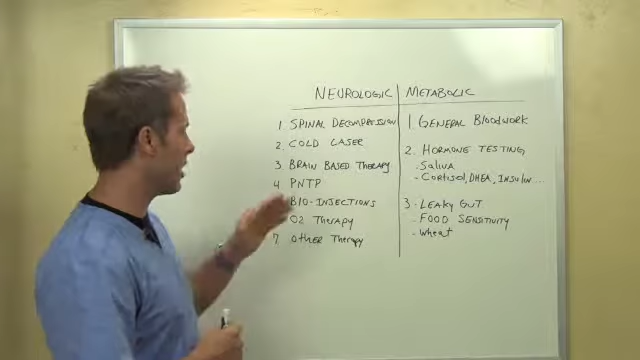 NEUROLOGIC
1 SPINAL DECOMPRESSION
2. COLD LASER
3 BRAIN BASED THERAPY
4 PNTP
BIO-INJECTIONS
O2 THERAPY
7 OTHER THERAPY
METABOLIC
1. GENERAL BLOODWORK
2. HORMONE TESTING
- SALIVA
- CORTISOL, DHEA, INSULIN...
3. LEAKY GUT
- FOOD SENSITIVITY
- WHEAT